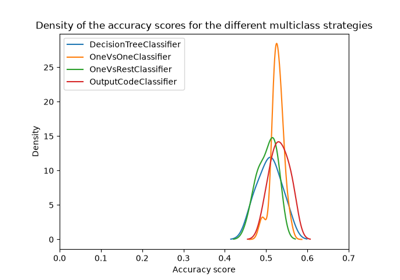 Density of the accuracy scores for the different multiclass strategies
DecisionTreeClassifier
OneVsOneClassifier
OneVsRestClassifier
OutputCodeClassifier
25
20
15
10
5
0
Density
0.0 0.1 0.2 0.3 0.4 0.5 0.6 0.7
Accuracy score